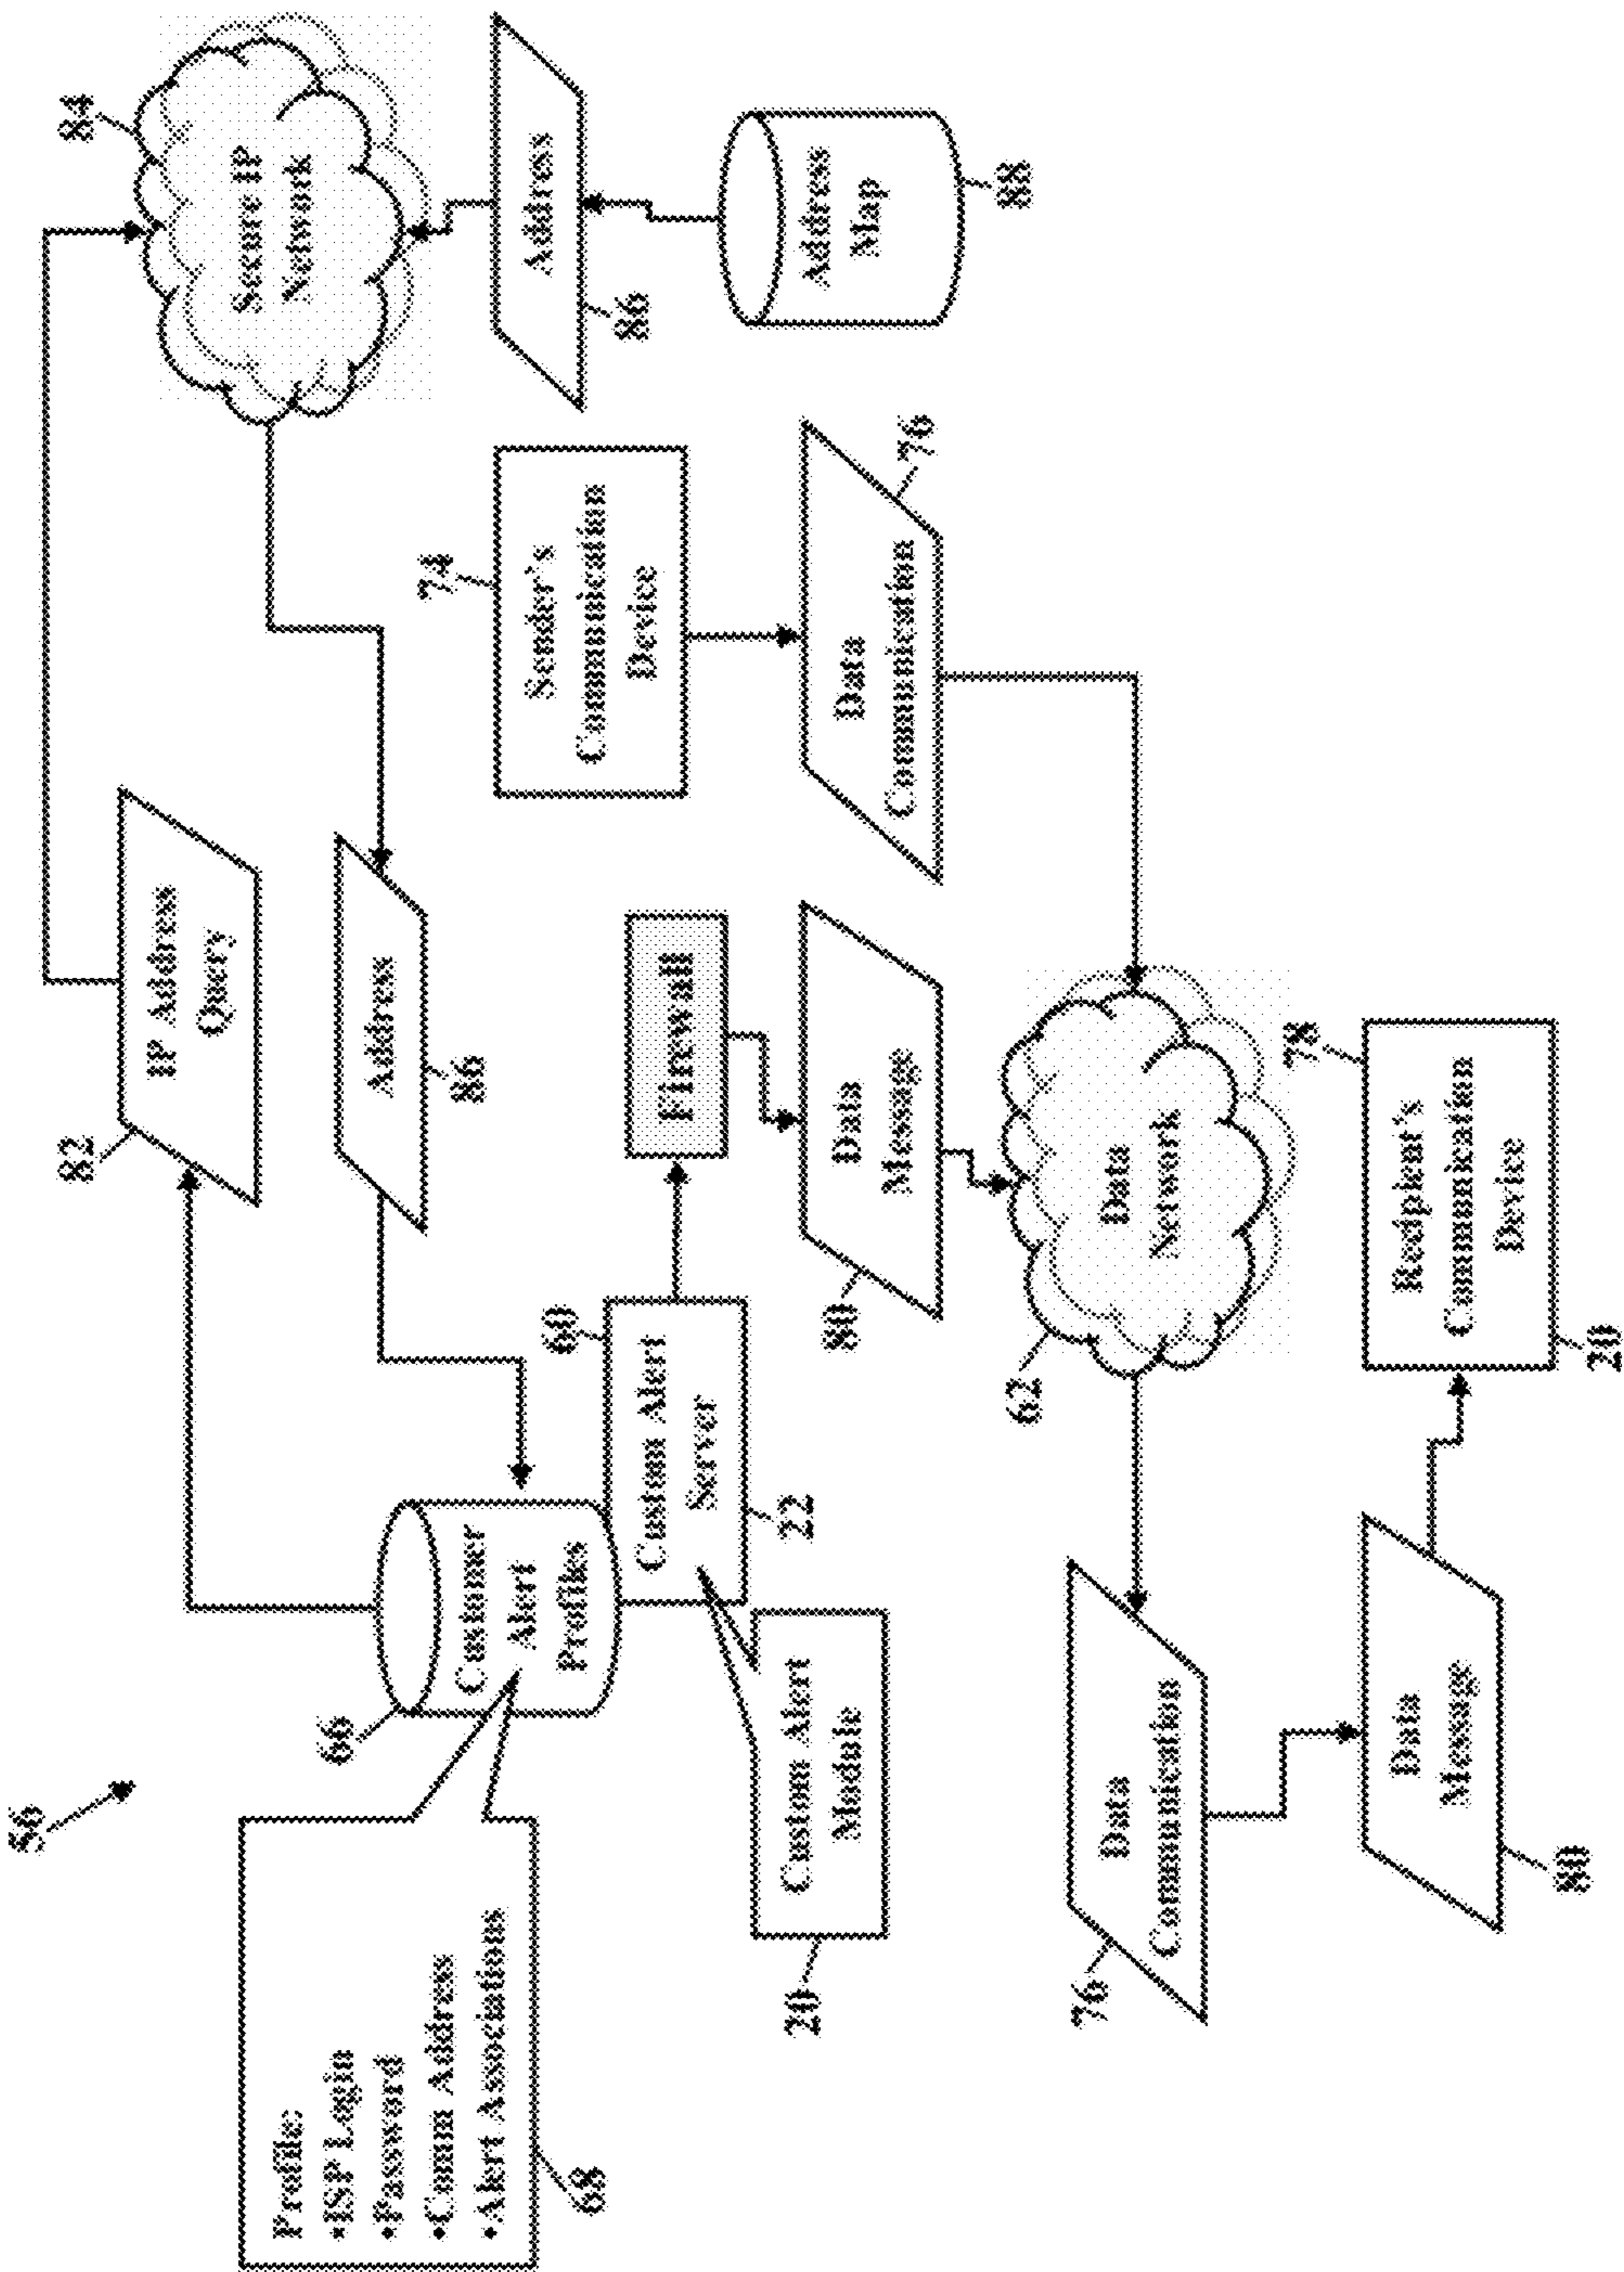 56
Profile:
•ISP Login
•Password
•Comm Address
•Alert Associations
68
66
Customer
Alert
Profiles
82
IP Address
Query
84
Secure IP
Network
Address
86
Address
86
Address
Map
88
60
Custom Alert
Server
22
Custom Alert
Module
20
Firewall
74
Sender's
Communication
Device
Data
Communication
76
Data
Message
80
62
Data
Network
76
Data
Communication
Data
Message
80
78
Recipient's
Communication
Device
20